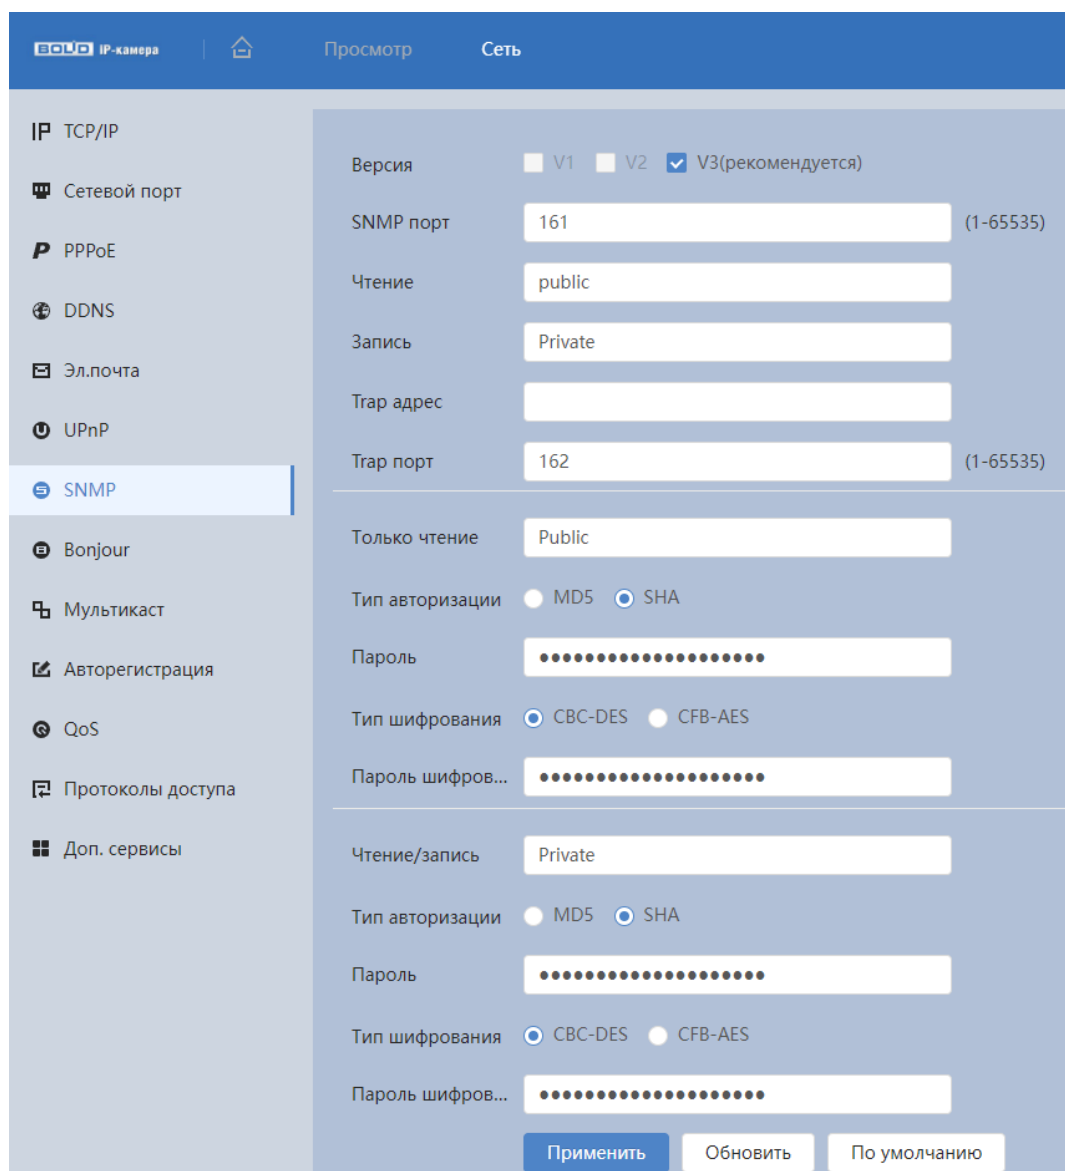 BOLID IP-камера Просмотр Сеть
TCP/IP
Сетевой порт
PPPoE
DDNS
Эл.почта
UPnP
SNMP
Bonjour
Мультикаст
Авторегистрация
QoS
Протоколы доступа
Доп. сервисы
Версия V1 V2 V3(рекомендуется)
SNMP порт 161 (1-65535)
Чтение public
Запись Private
Trap адрес
Trap порт 162 (1-65535)
Только чтение Public
Тип авторизации MD5 SHA
Пароль ••••••••••••••••••••
Тип шифрования CBC-DES CFB-AES
Пароль шифров... ••••••••••••••••••••
Чтение/запись Private
Тип авторизации MD5 SHA
Пароль ••••••••••••••••••••
Тип шифрования CBC-DES CFB-AES
Пароль шифров... ••••••••••••••••••••
Применить Обновить По умолчанию